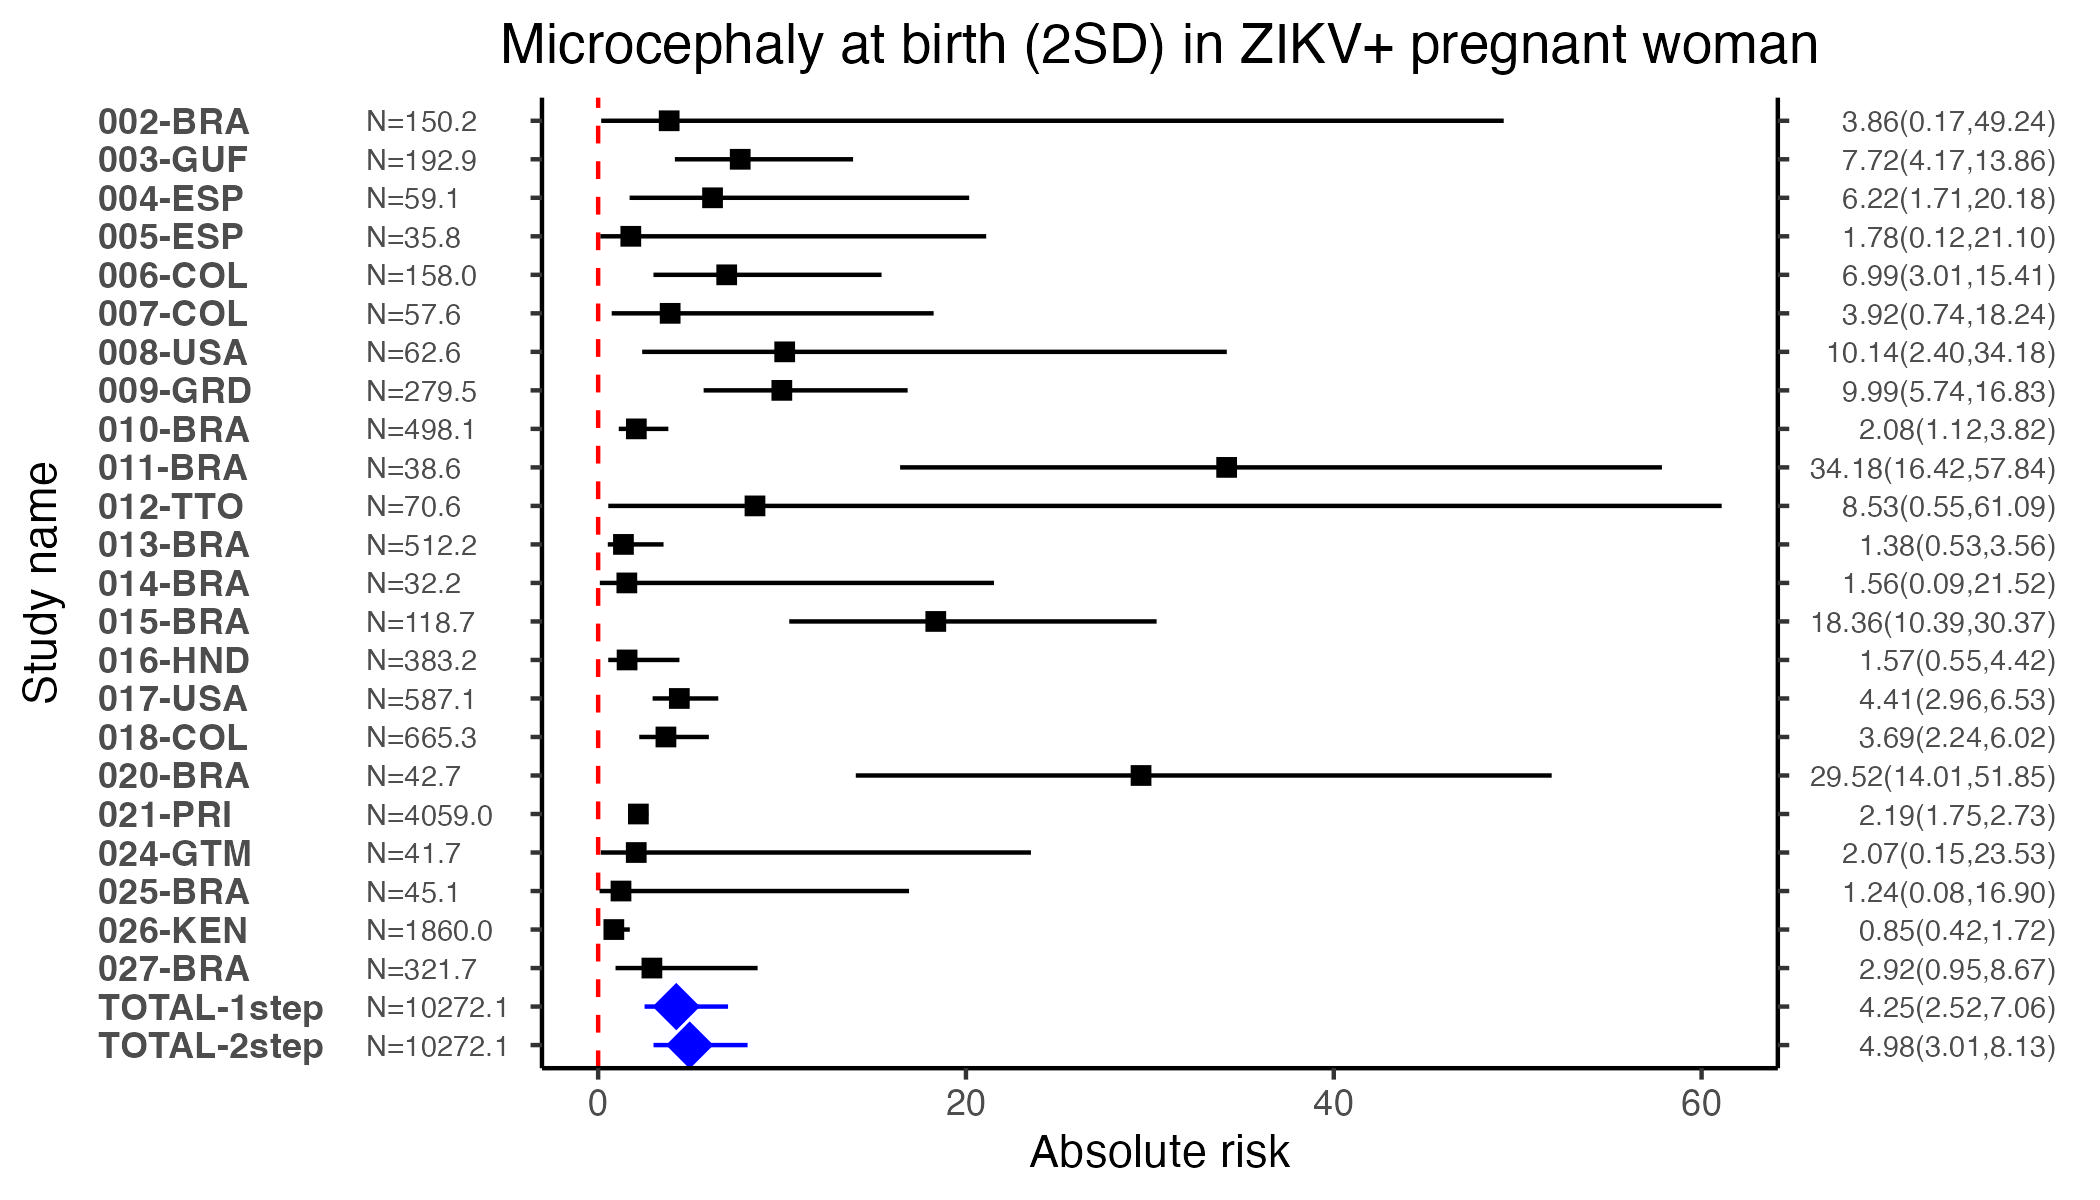 Microcephaly at birth (2SD) in ZIKV+ pregnant woman
Study name
002-BRA N=150.2 3.86(0.17,49.24)
003-GUF N=192.9 7.72(4.17,13.86)
004-ESP N=59.1 6.22(1.71,20.18)
005-ESP N=35.8 1.78(0.12,21.10)
006-COL N=158.0 6.99(3.01,15.41)
007-COL N=57.6 3.92(0.74,18.24)
008-USA N=62.6 10.14(2.40,34.18)
009-GRD N=279.5 9.99(5.74,16.83)
010-BRA N=498.1 2.08(1.12,3.82)
011-BRA N=38.6 34.18(16.42,57.84)
012-TTO N=70.6 8.53(0.55,61.09)
013-BRA N=512.2 1.38(0.53,3.56)
014-BRA N=32.2 1.56(0.09,21.52)
015-BRA N=118.7 18.36(10.39,30.37)
016-HND N=383.2 1.57(0.55,4.42)
017-USA N=587.1 4.41(2.96,6.53)
018-COL N=665.3 3.69(2.24,6.02)
020-BRA N=42.7 29.52(14.01,51.85)
021-PRI N=4059.0 2.19(1.75,2.73)
024-GTM N=41.7 2.07(0.15,23.53)
025-BRA N=45.1 1.24(0.08,16.90)
026-KEN N=1860.0 0.85(0.42,1.72)
027-BRA N=321.7 2.92(0.95,8.67)
TOTAL-1step N=10272.1 4.25(2.52,7.06)
TOTAL-2step N=10272.1 4.98(3.01,8.13)
0 20 40 60
Absolute risk